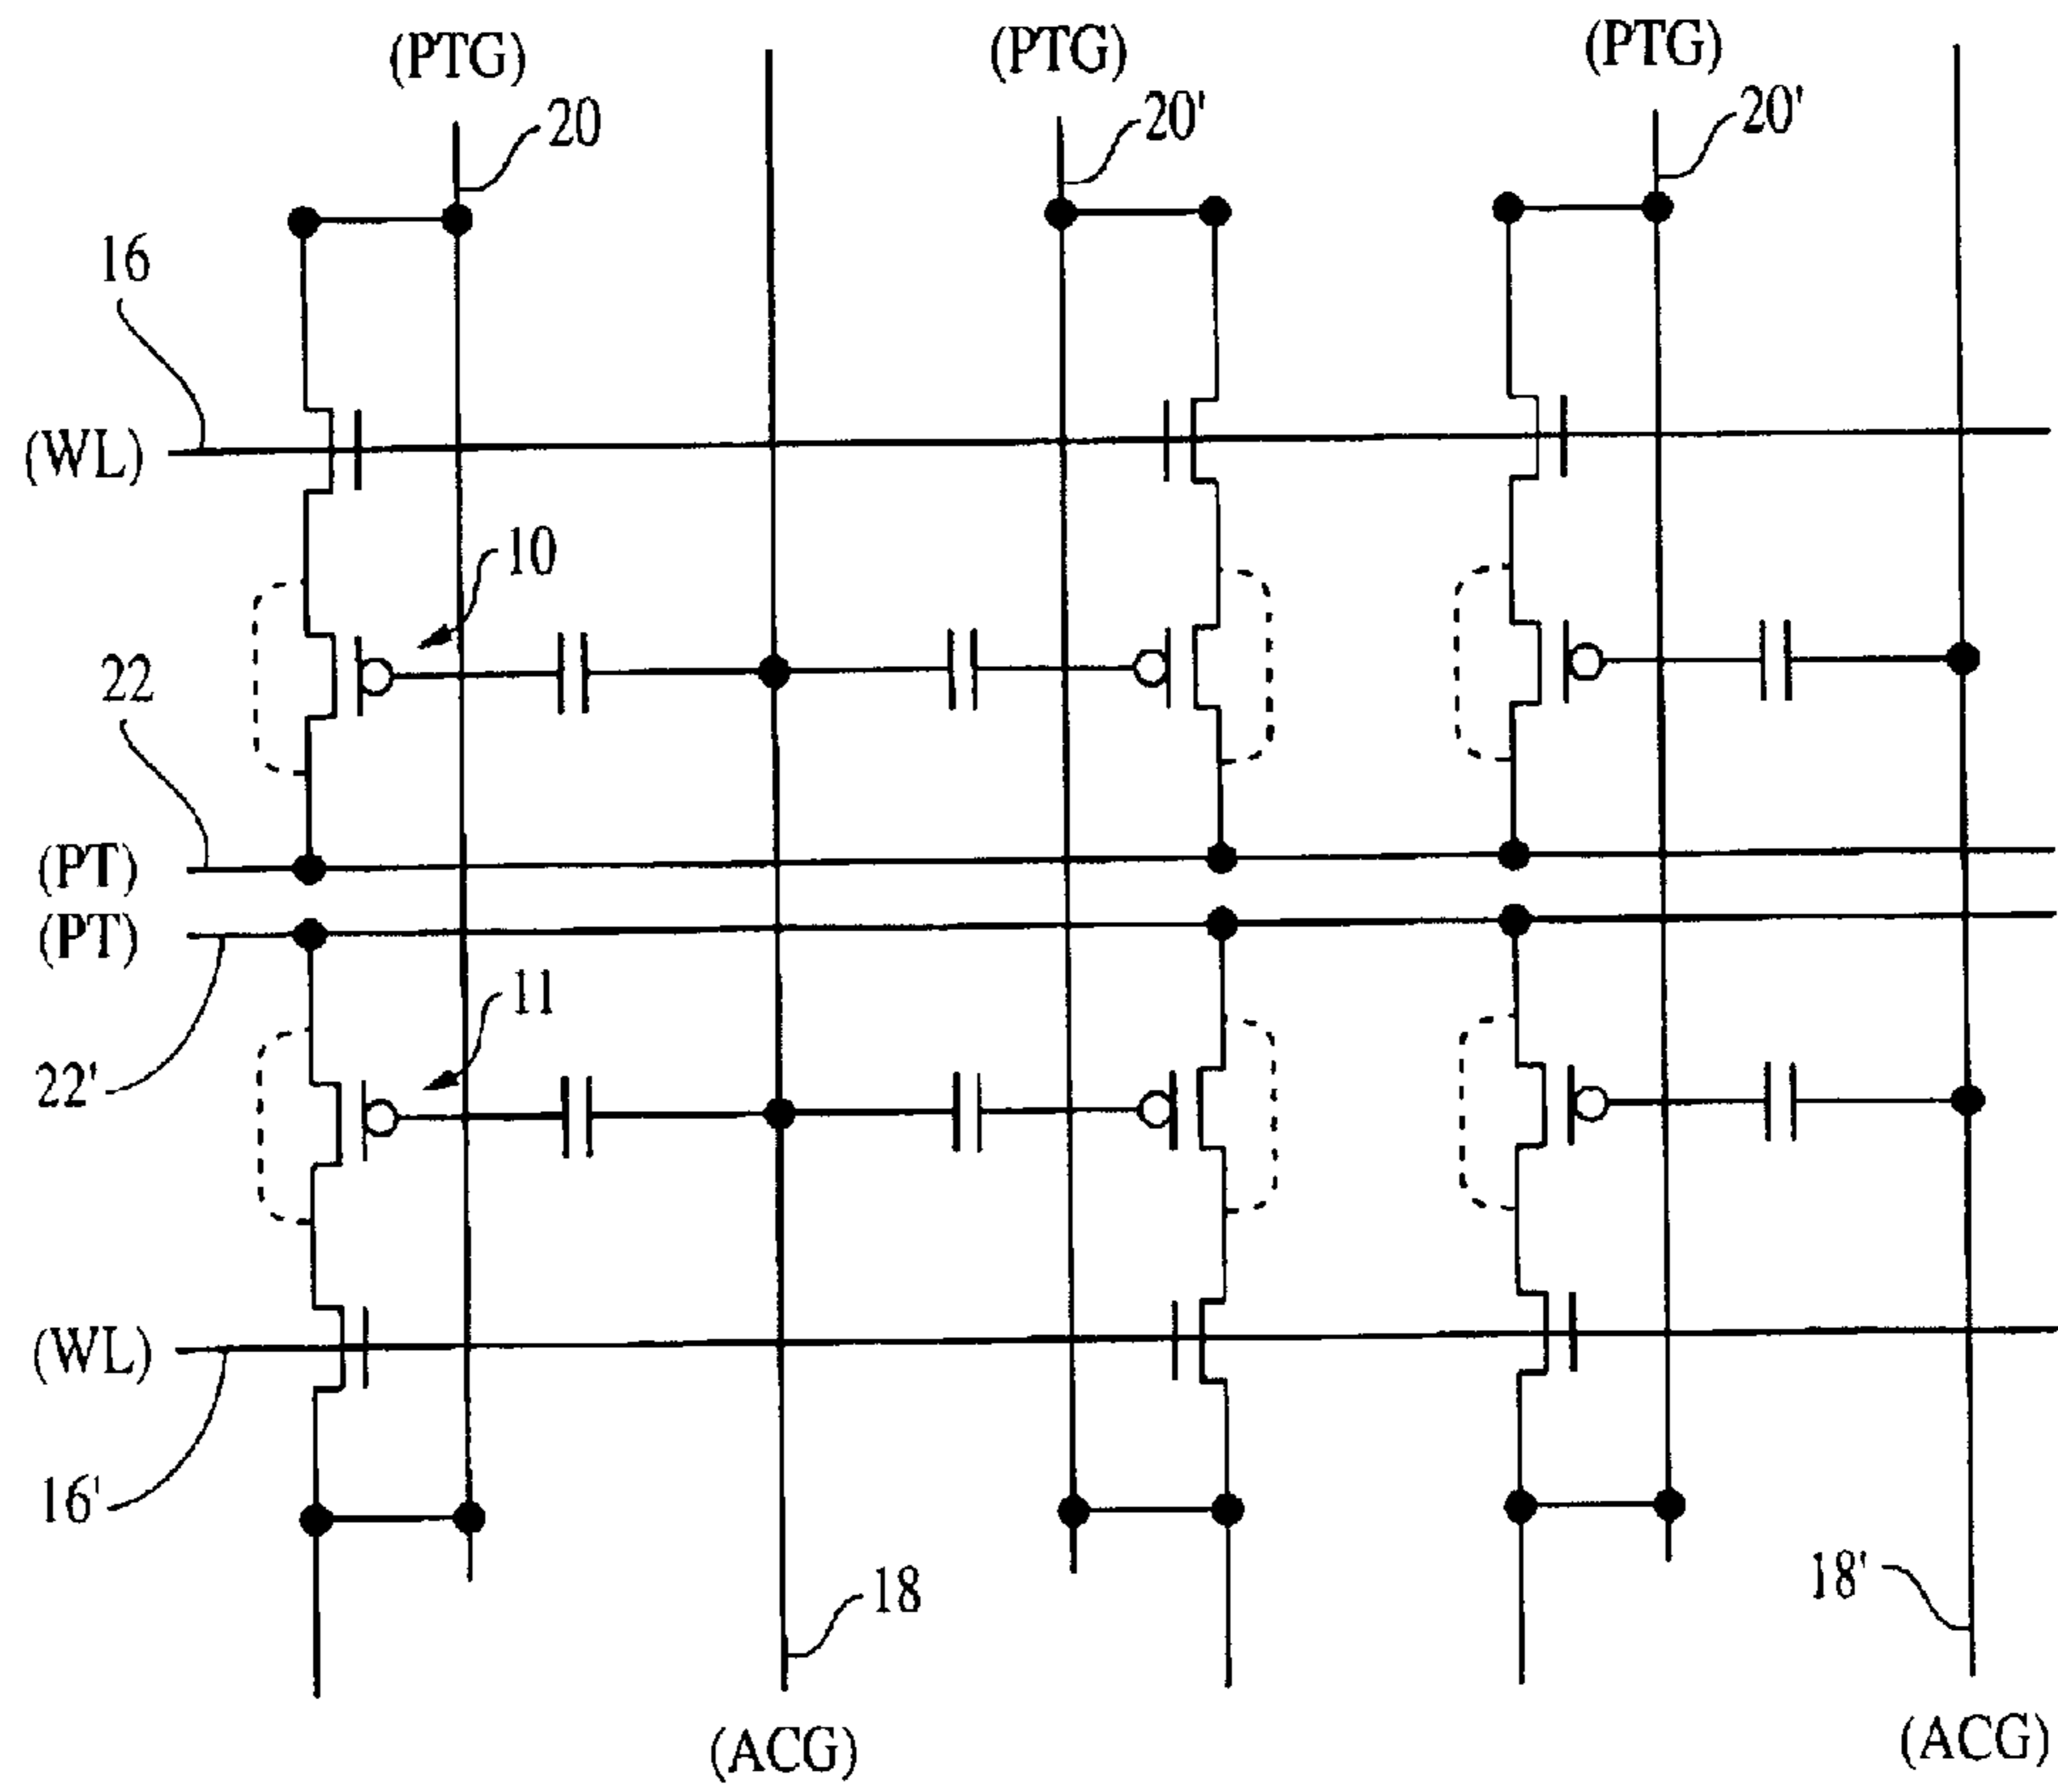 (PTG)
(PTG)
(PTG)
20
20'
20'
16
(WL)
10
22
(PT)
(PT)
11
22'
(WL)
16'
18
18'
(ACG)
(ACG)